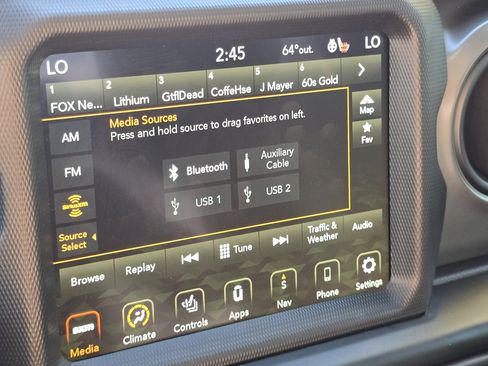 LO 2:45 64°out. LO
1 2 3 4 5 6
FOX Ne... Lithium GtflDead CoffeHse J Mayer 60s Gold
Media Sources
Press and hold source to drag favorites on left.
AM
FM
SIRIUSXM
Source
Select
Bluetooth
Auxiliary
Cable
USB 1
USB 2
Map
Fav
Browse Replay Tune Traffic &
Weather Audio
Media Climate Controls Apps S
Nav Phone Settings